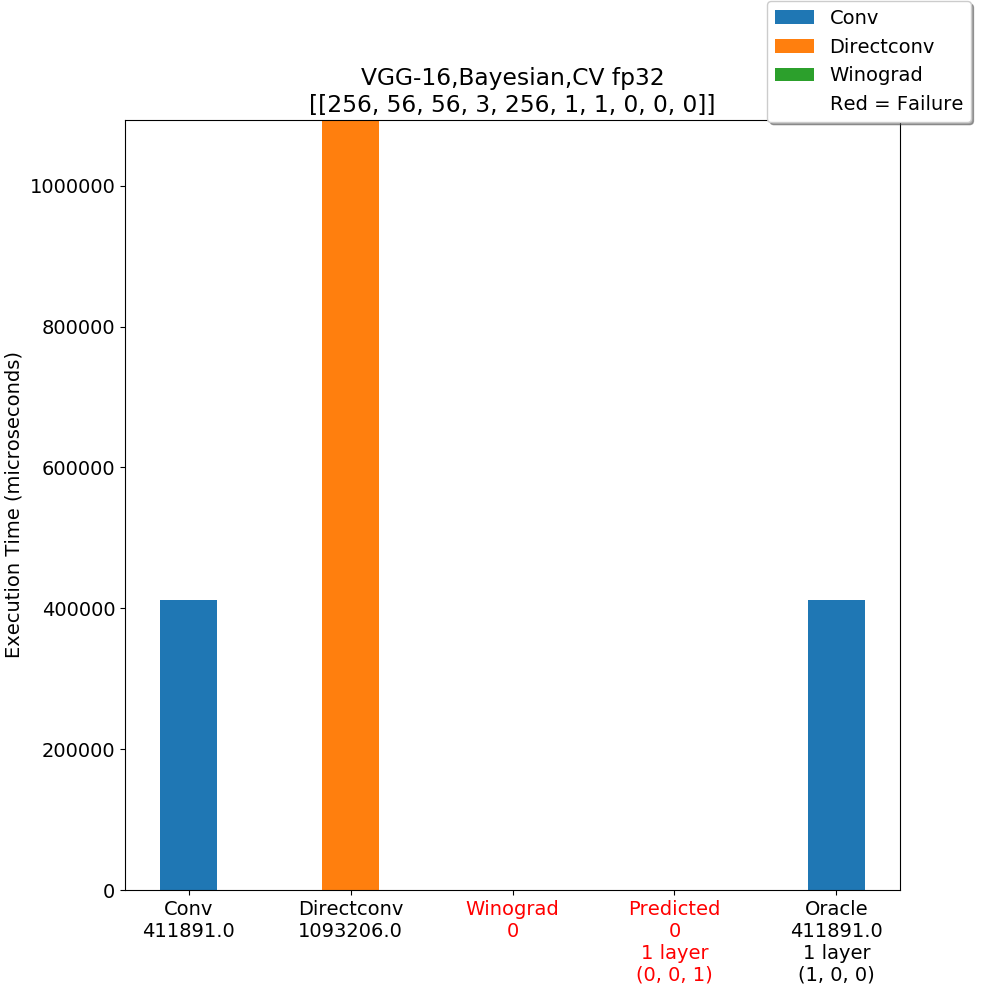 Conv
Directconv
Winograd
Red = Failure
VGG-16,Bayesian,CV fp32
[[256, 56, 56, 3, 256, 1, 1, 0, 0, 0]]
Execution Time (microseconds)
1000000
800000
600000
400000
200000
0
Conv
411891.0
Directconv
1093206.0
Winograd
0
Predicted
0
1 layer
(0, 0, 1)
Oracle
411891.0
1 layer
(1, 0, 0)